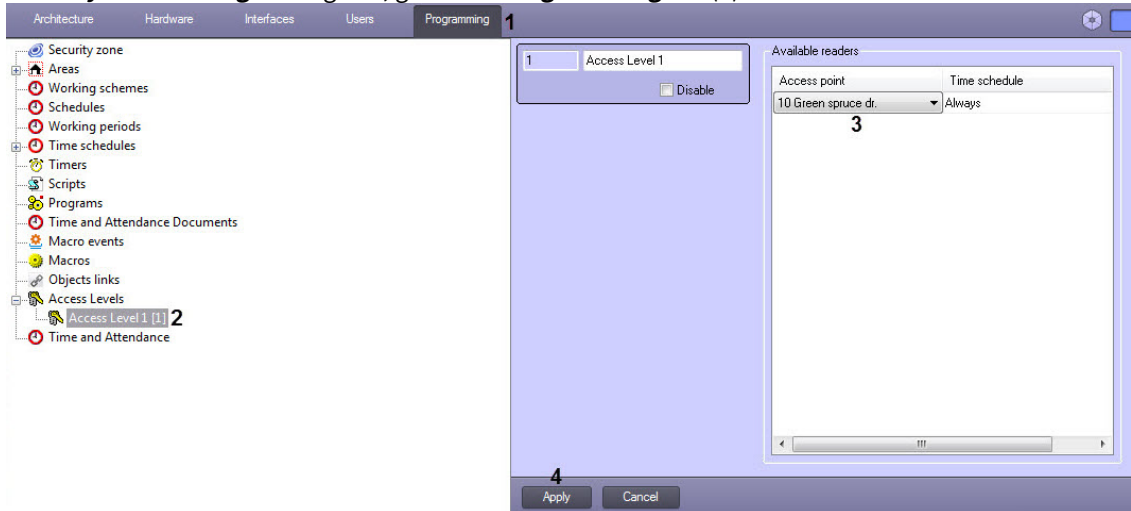 Architecture Hardware Interfaces Users Programming 1
Security zone
Areas
Working schemes
Schedules
Working periods
Time schedules
Timers
Scripts
Programs
Time and Attendance Documents
Macro events
Macros
Objects links
Access Levels
Access Level 1 [1] 2
Time and Attendance
1 Access Level 1
Disable
Available readers
Access point Time schedule
10 Green spruce dr. Always
3
4
Apply Cancel